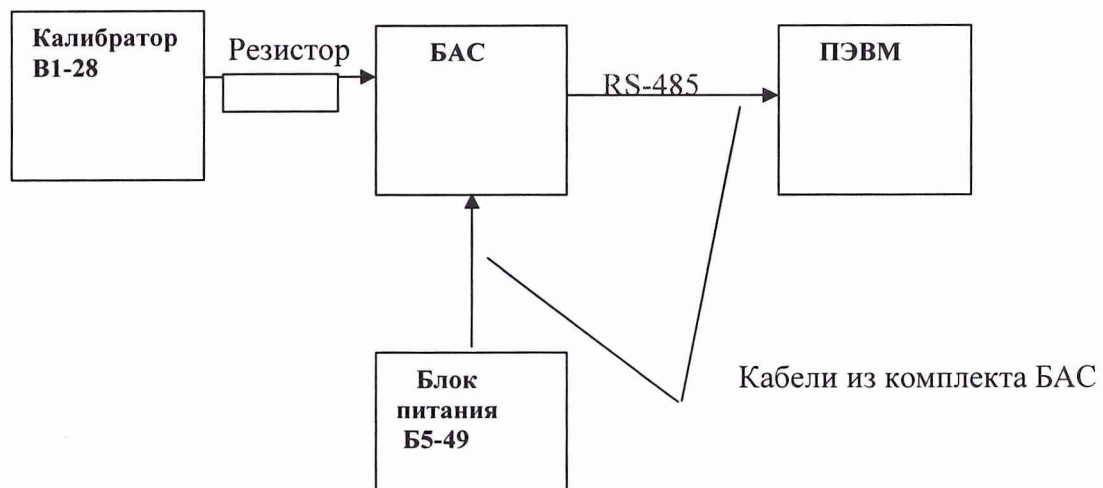 Калибратор
В1-28
Резистор
БАС
RS-485
ПЭВМ
Блок
питания
Б5-49
Кабели из комплекта БАС